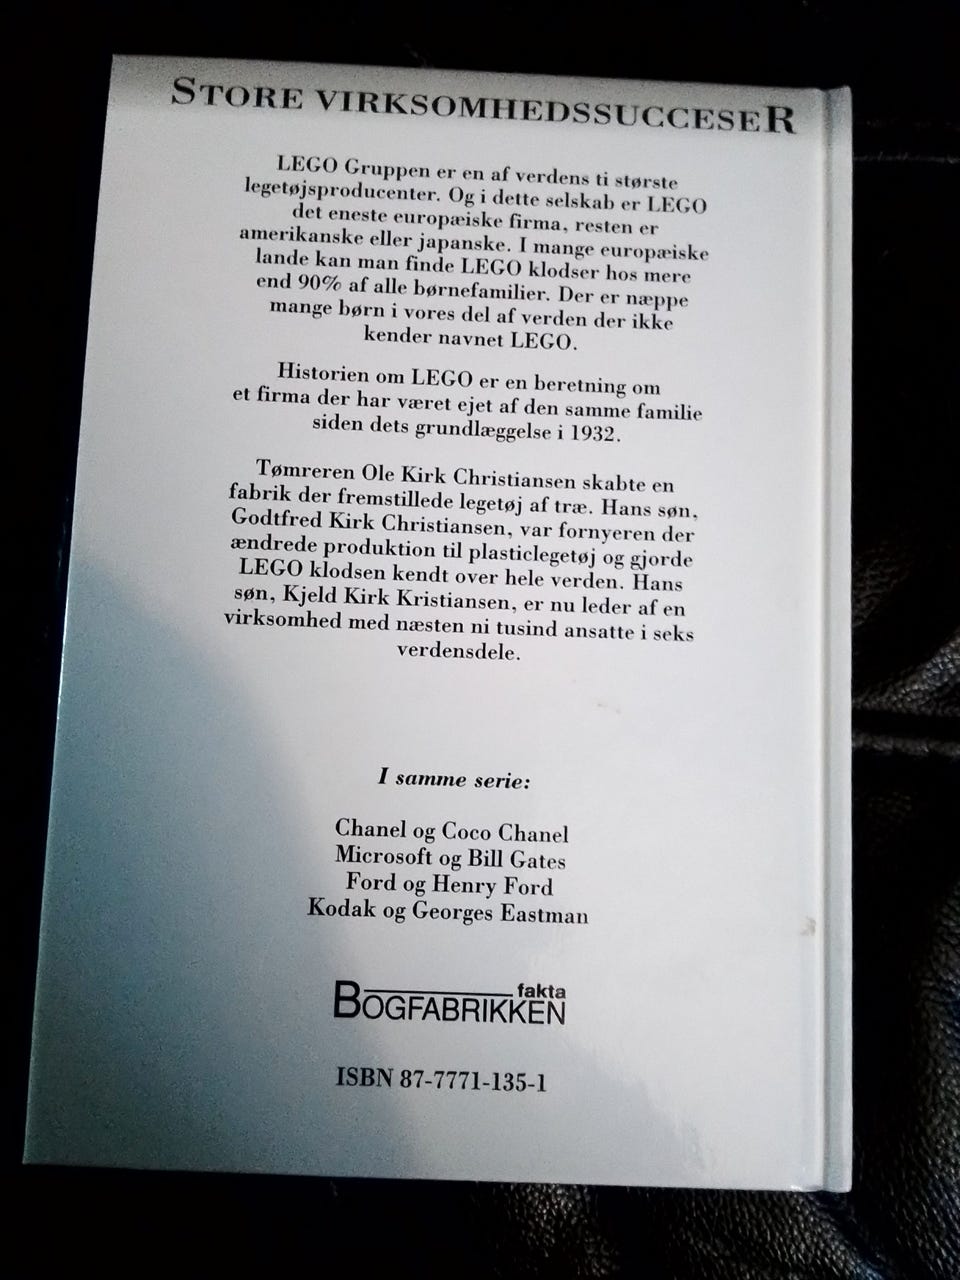 STORE VIRKSOMHEDSSUCCESER
LEGO Gruppen er en af verdens ti største
legetøjsproducenter. Og i dette selskab er LEGO
det eneste europæiske firma, resten er
amerikanske eller japanske. I mange europæiske
lande kan man finde LEGO klodser hos mere
end 90% af alle børnefamilier. Der er næppe
mange børn i vores del af verden der ikke
kender navnet LEGO.
Historien om LEGO er en beretning om
et firma der har været ejet af den samme familie
siden dets grundlæggelse i 1932.
Tømreren Ole Kirk Christiansen skabte en
fabrik der fremstillede legetøj af træ. Hans søn,
Godtfred Kirk Christiansen, var fornyeren der
ændrede produktion til plasticlegetøj og gjorde
LEGO klodsen kendt over hele verden. Hans
søn, Kjeld Kirk Kristiansen, er nu leder af en
virksomhed med næsten ni tusind ansatte i seks
verdensdele.
I samme serie:
Chanel og Coco Chanel
Microsoft og Bill Gates
Ford og Henry Ford
Kodak og Georges Eastman
fakta
BOGFABRIKKEN
ISBN 87-7771-135-1